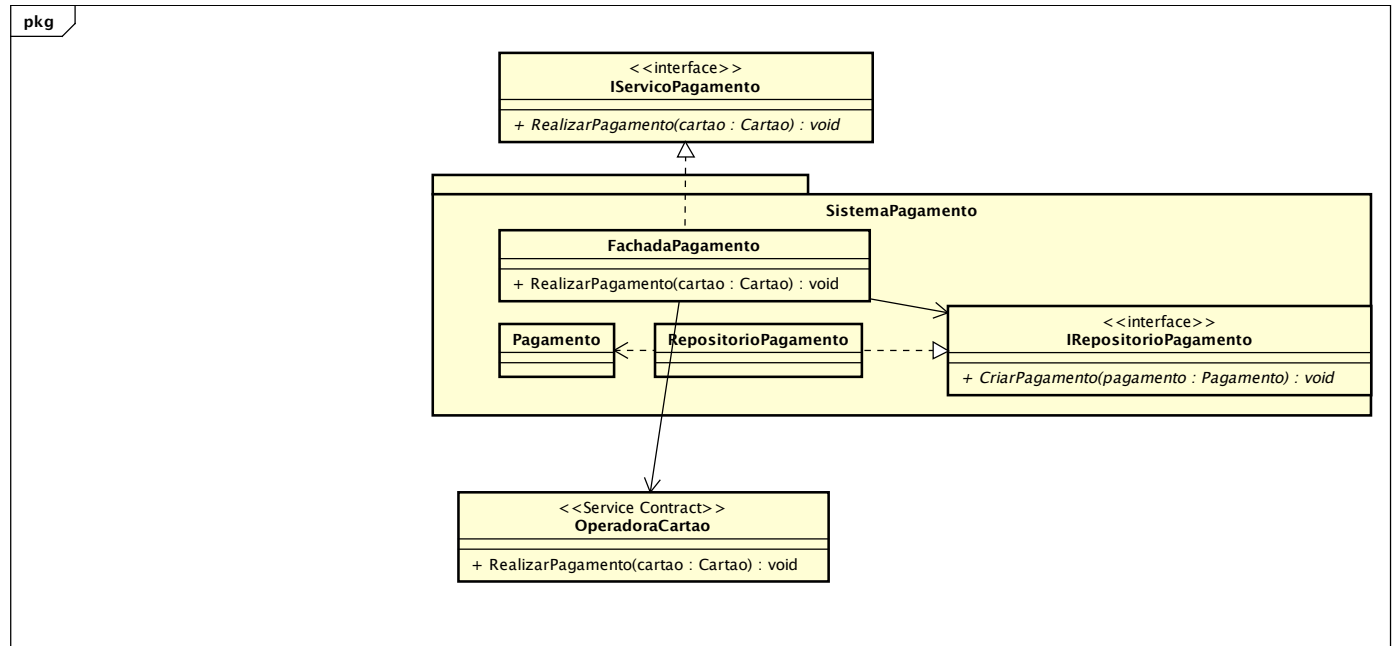 pkg
<<interface>>
IServicoPagamento
+ RealizarPagamento(cartao : Cartao) : void
SistemaPagamento
FachadaPagamento
+ RealizarPagamento(cartao : Cartao) : void
<<interface>>
IRepositorioPagamento
+ CriarPagamento(pagamento : Pagamento) : void
Pagamento
RepositorioPagamento
<<Service Contract>>
OperadoraCartao
+ RealizarPagamento(cartao : Cartao) : void